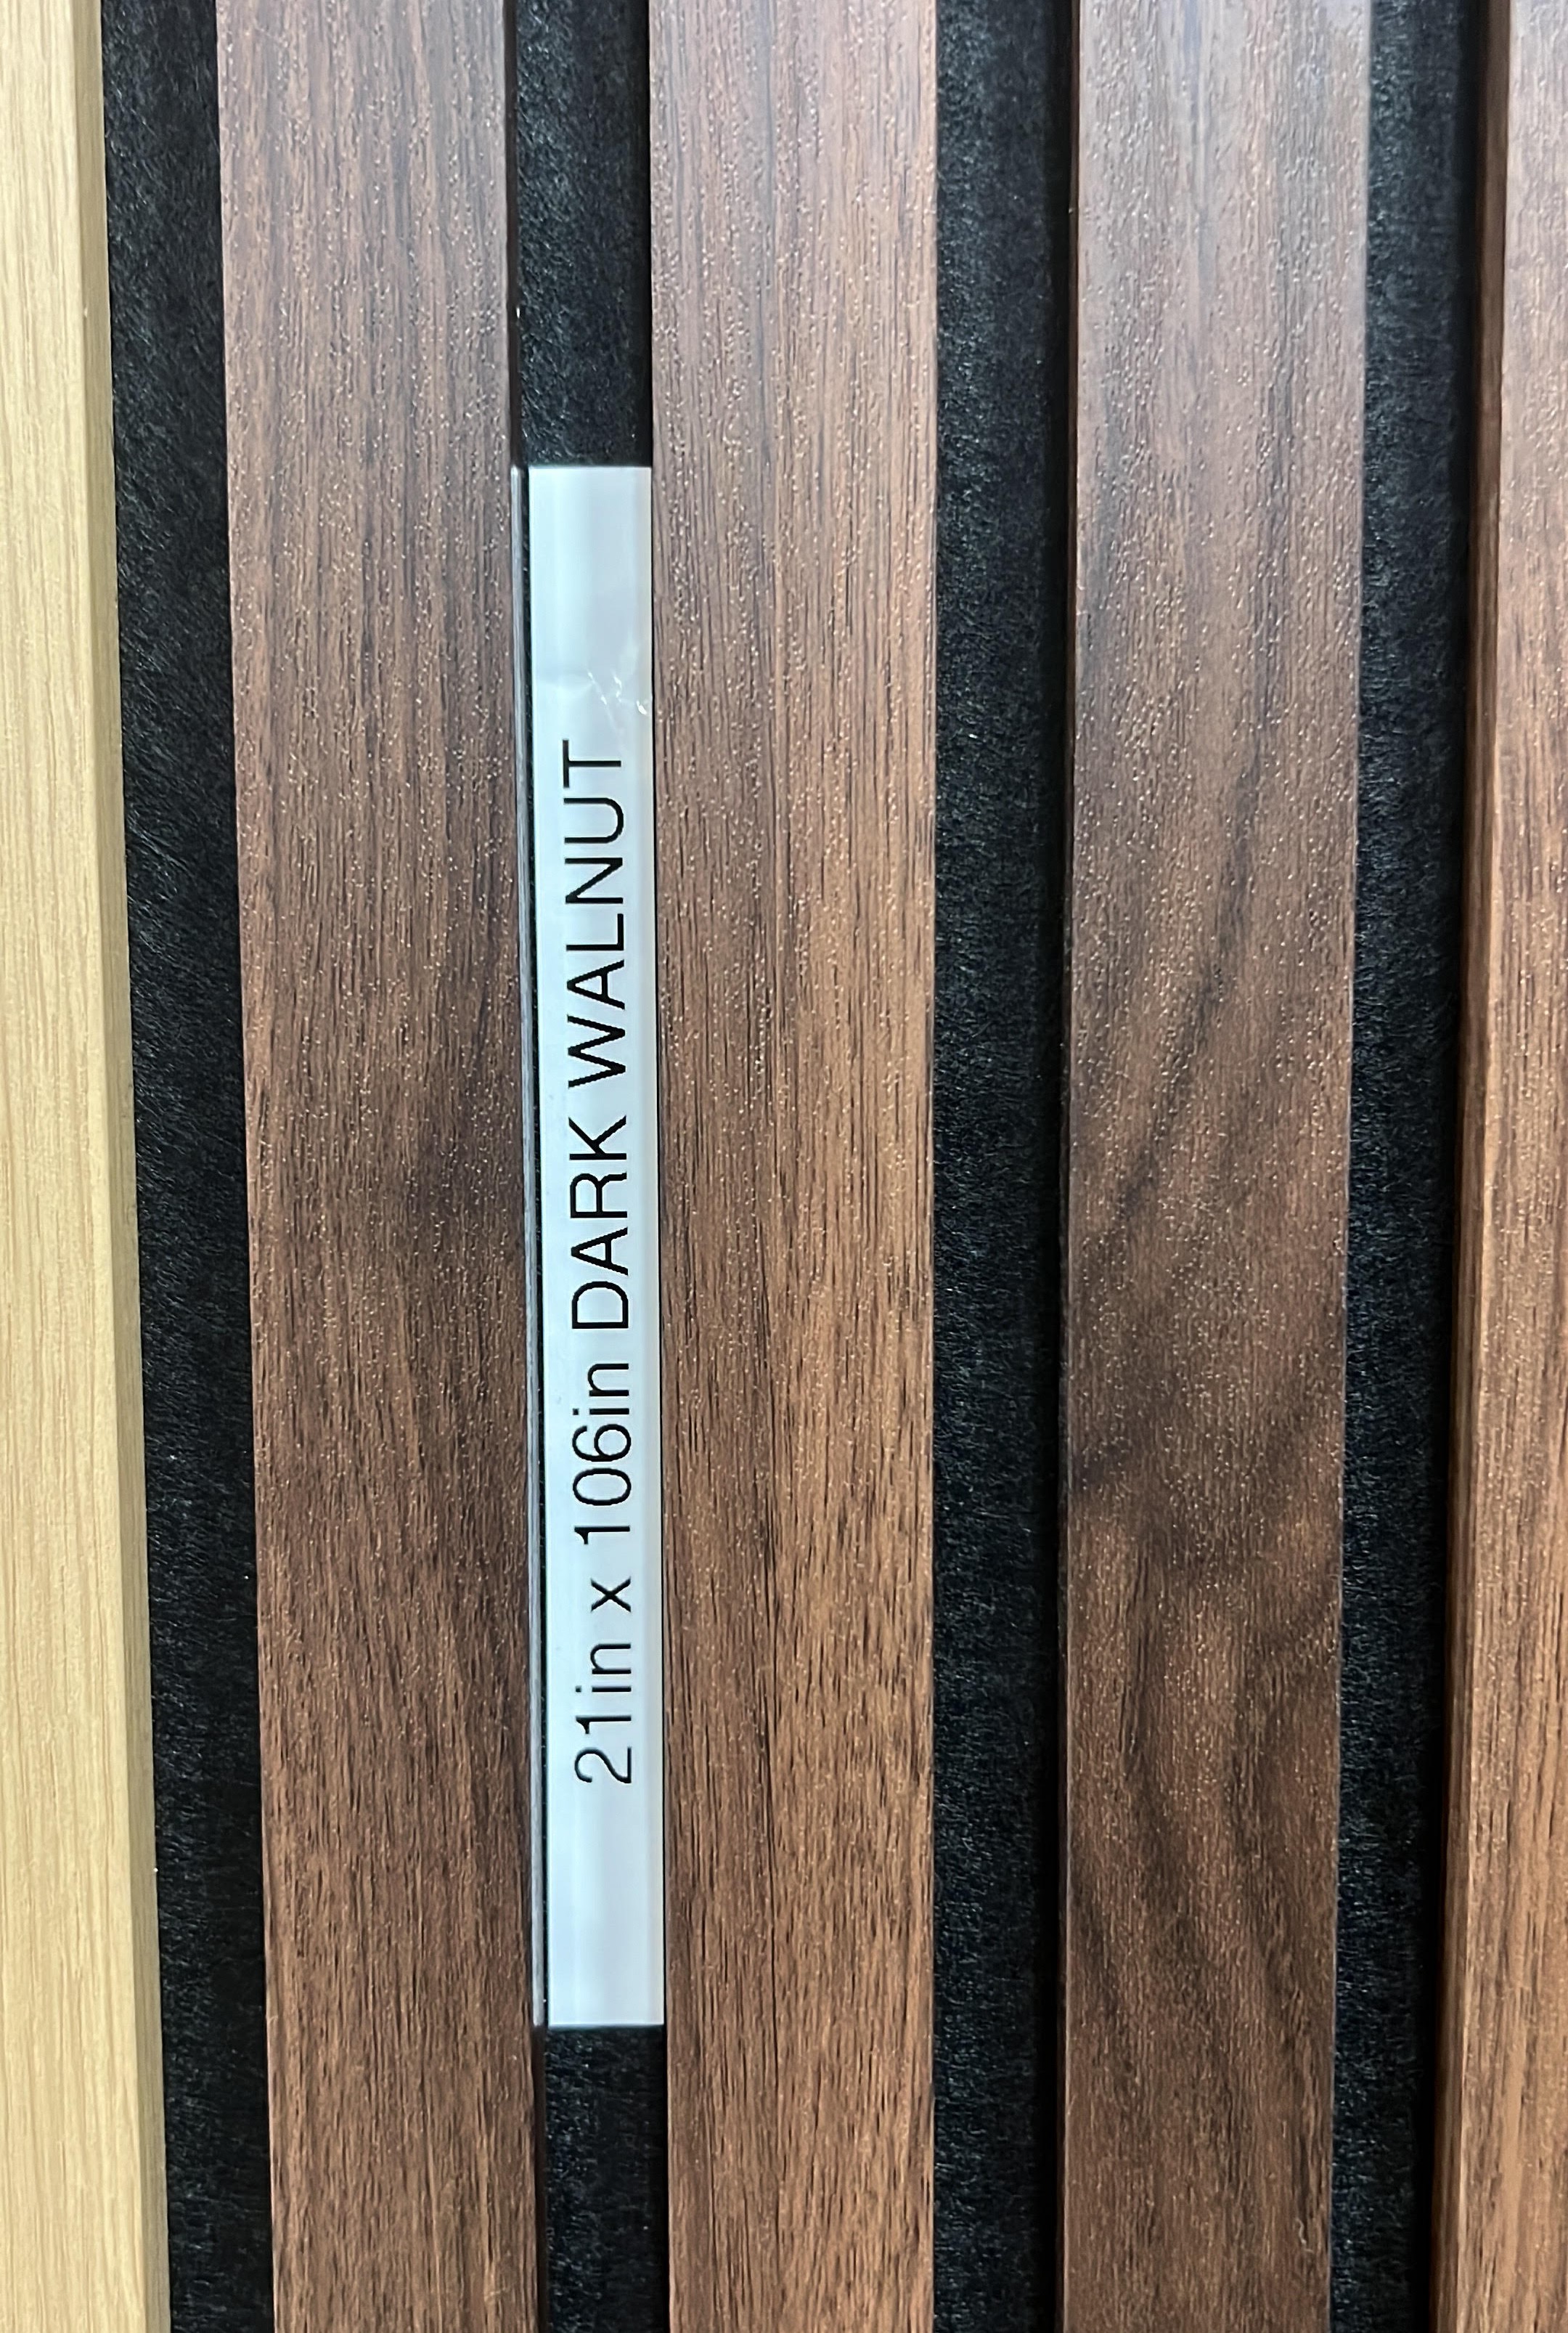 21in x 106in DARK WALNUT